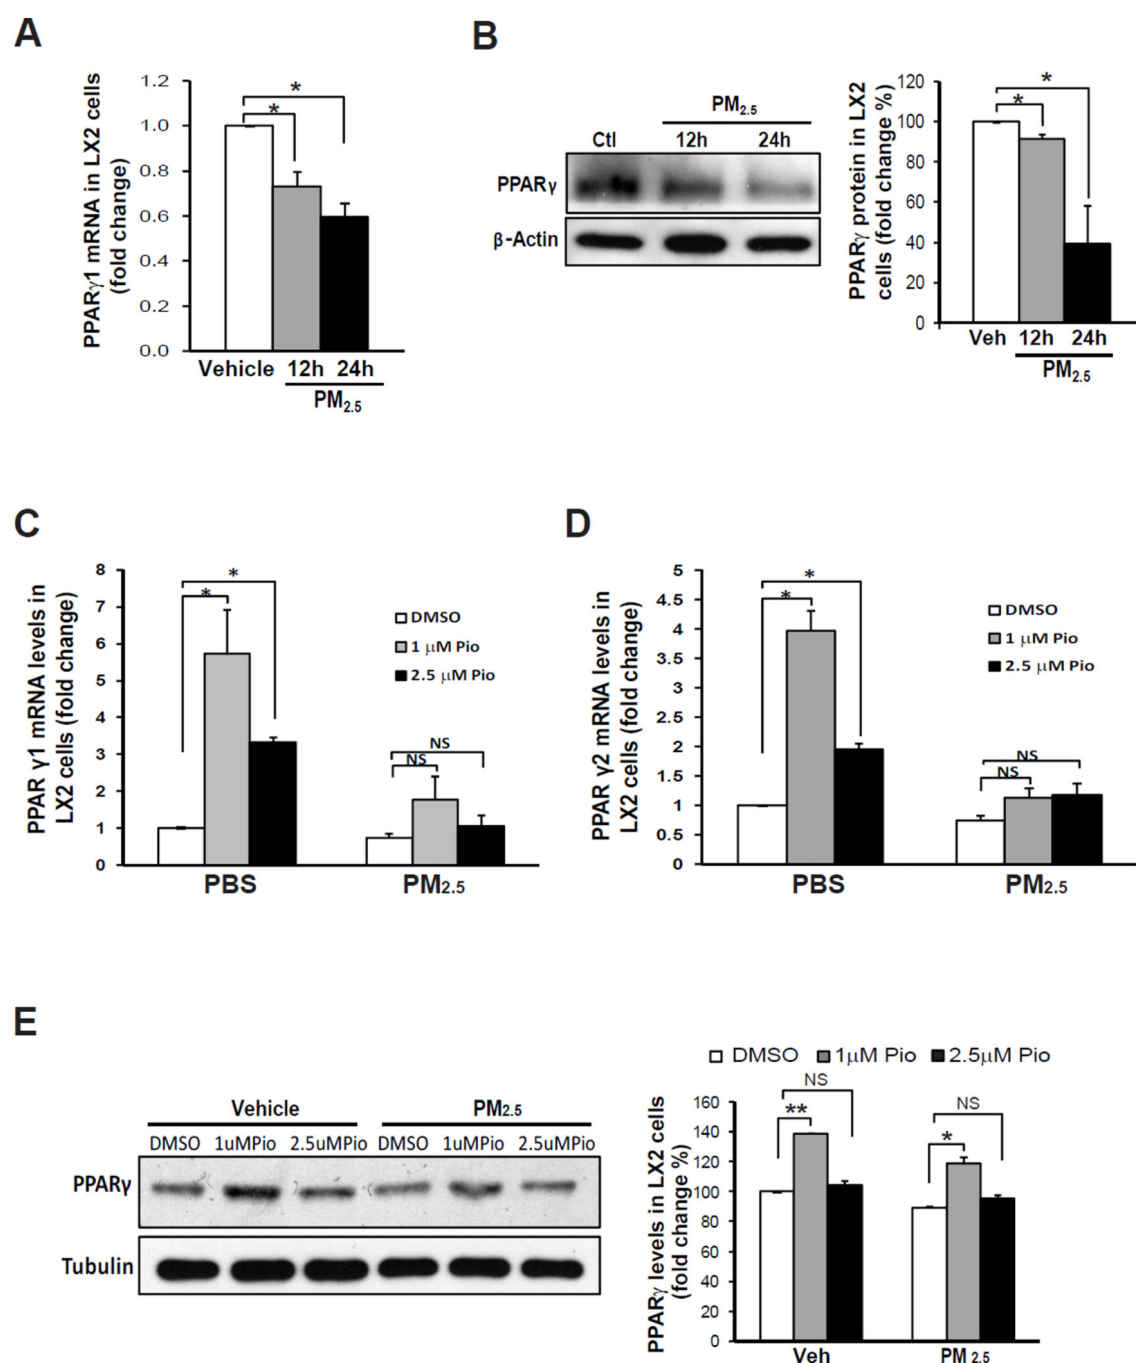 A
PPARγ1 mRNA in LX2 cells
(fold change)
1.2
1.0
0.8
0.6
0.4
0.2
0.0
*
*
Vehicle 12h 24h
PM2.5
B
PM2.5
Ctl 12h 24h
PPARγ
β-Actin
PPARγ protein in LX2
cells (fold change %)
120
100
80
60
40
20
0
*
*
Veh 12h 24h
PM2.5
C
PPAR γ1 mRNA levels in
LX2 cells (fold change)
8
7
6
5
4
3
2
1
0
*
*
NS
NS
DMSO
1 μM Pio
2.5 μM Pio
PBS PM2.5
D
PPAR γ2 mRNA levels in
LX2 cells (fold change)
5
4.5
4
3.5
3
2.5
2
1.5
1
0.5
0
*
*
NS
NS
DMSO
1 μM Pio
2.5 μM Pio
PBS PM2.5
E
Vehicle PM2.5
DMSO 1uMPio 2.5uMPio DMSO 1uMPio 2.5uMPio
PPARγ
Tubulin
DMSO 1μM Pio 2.5μM Pio
PPARγ levels in LX2 cells
(fold change %)
160
140
120
100
80
60
40
20
0
NS
**
NS
*
Veh PM 2.5